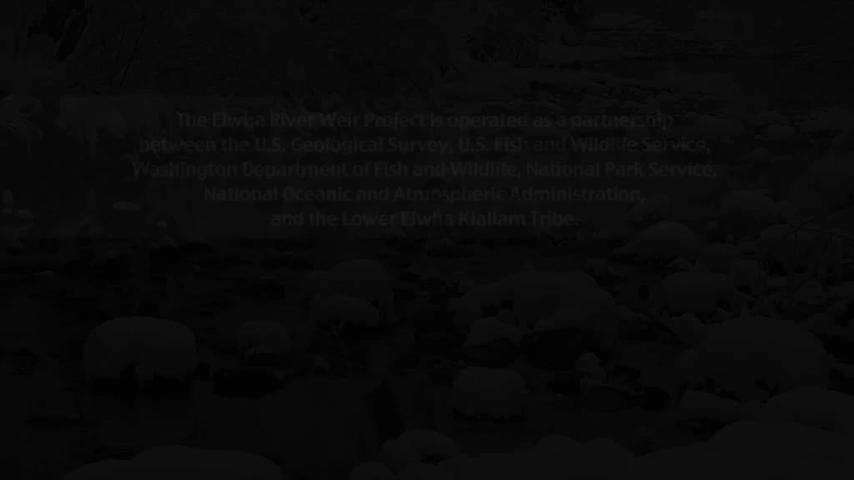 The Elwha River Weir Project is operated as a partnership
between the U.S. Geological Survey, U.S. Fish and Wildlife Service,
Washington Department of Fish and Wildlife, National Park Service,
National Oceanic and Atmospheric Administration,
and the Lower Elwha Klallam Tribe.